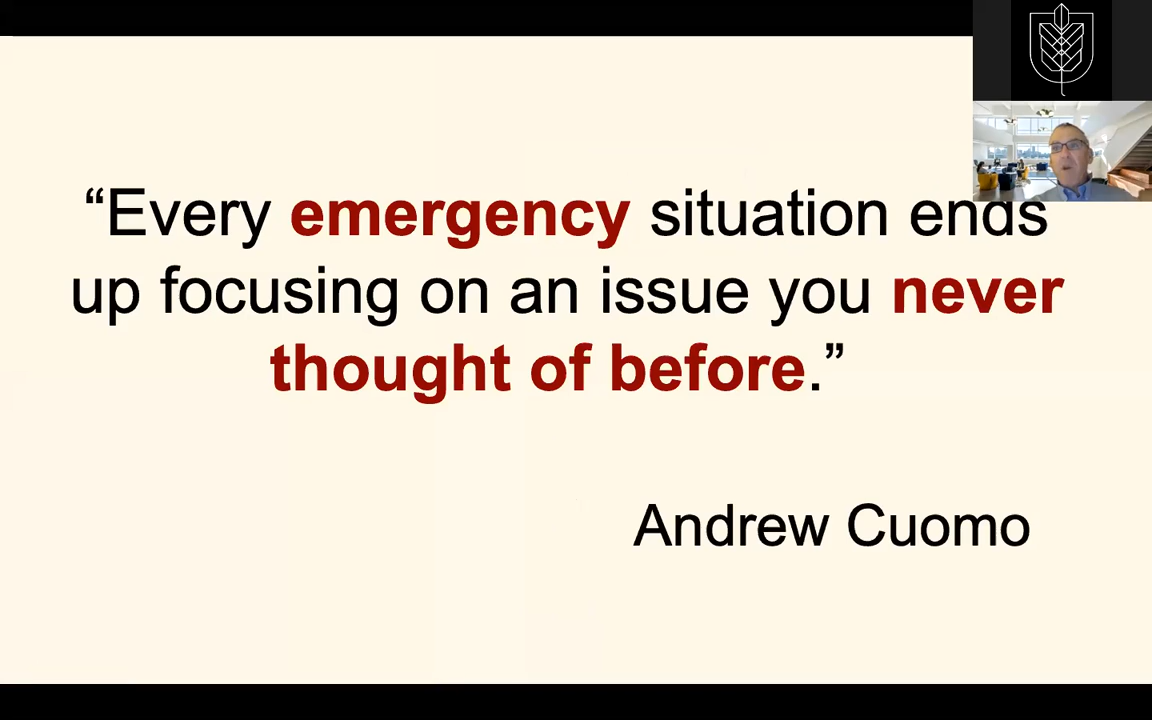 “Every emergency situation ends
up focusing on an issue you never
thought of before.”
Andrew Cuomo